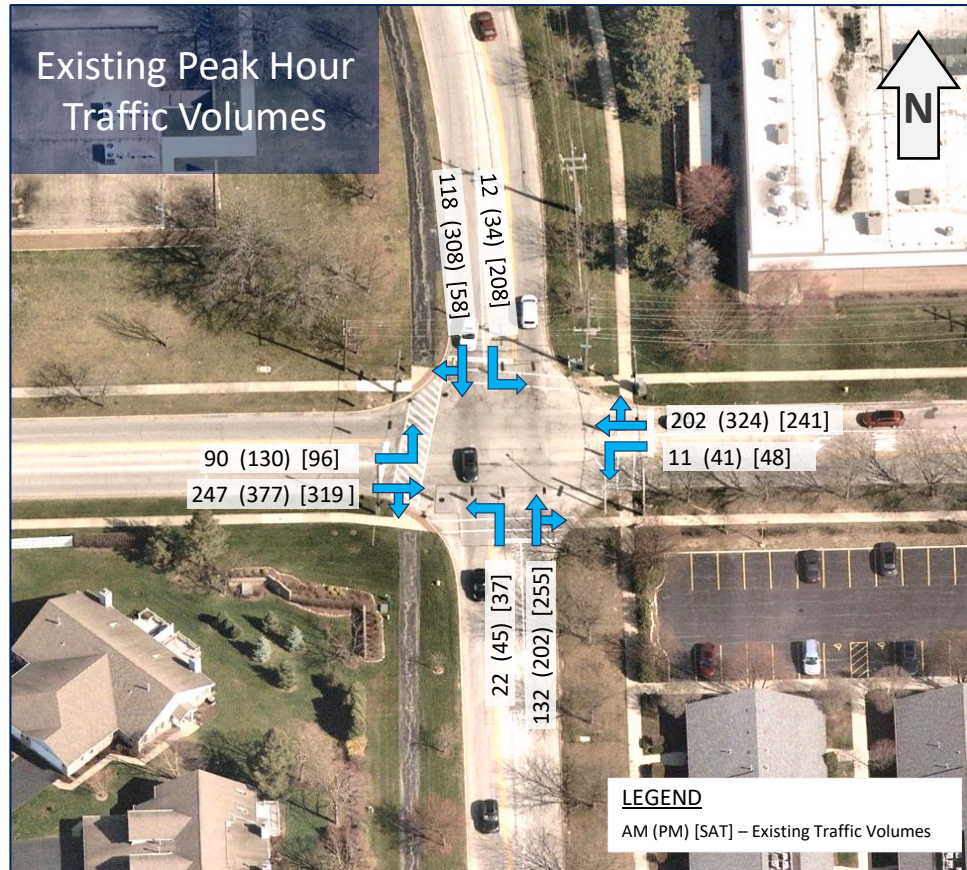 Existing Peak Hour
Traffic Volumes
N
118 (308) [58]
12 (34) [208]
202 (324) [241]
11 (41) [48]
90 (130) [96]
247 (377) [319]
22 (45) [37]
132 (202) [255]
LEGEND
AM (PM) [SAT] – Existing Traffic Volumes